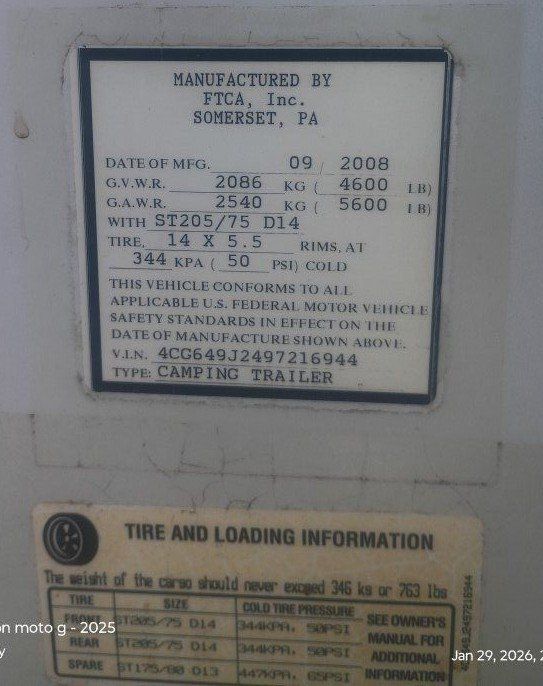 MANUFACTURED BY
FTCA, Inc.
SOMERSET, PA
DATE OF MFG. 09 / 2008
G.V.W.R. 2086 KG ( 4600 LB)
G.A.W.R. 2540 KG ( 5600 LB)
WITH ST205/75 D14
TIRE, 14 X 5.5 RIMS, AT
344 KPA ( 50 PSI) COLD
THIS VEHICLE CONFORMS TO ALL
APPLICABLE U.S. FEDERAL MOTOR VEHICLE
SAFETY STANDARDS IN EFFECT ON THE
DATE OF MANUFACTURE SHOWN ABOVE.
V.I.N. 4CG649J2497216944
TYPE: CAMPING TRAILER
TIRE AND LOADING INFORMATION
The weight of the cargo should never exceed 346 kg or 763 lbs
TIRE SIZE COLD TIRE PRESSURE SEE OWNER'S MANUAL FOR ADDITIONAL INFORMATION
FRONT ST205/75 D14 344KPA, 50PSI
REAR ST205/75 D14 344KPA, 50PSI
SPARE ST175/80 D13 447KPA, 65PSI
on moto g - 2025
y
Jan 29, 2026, 2